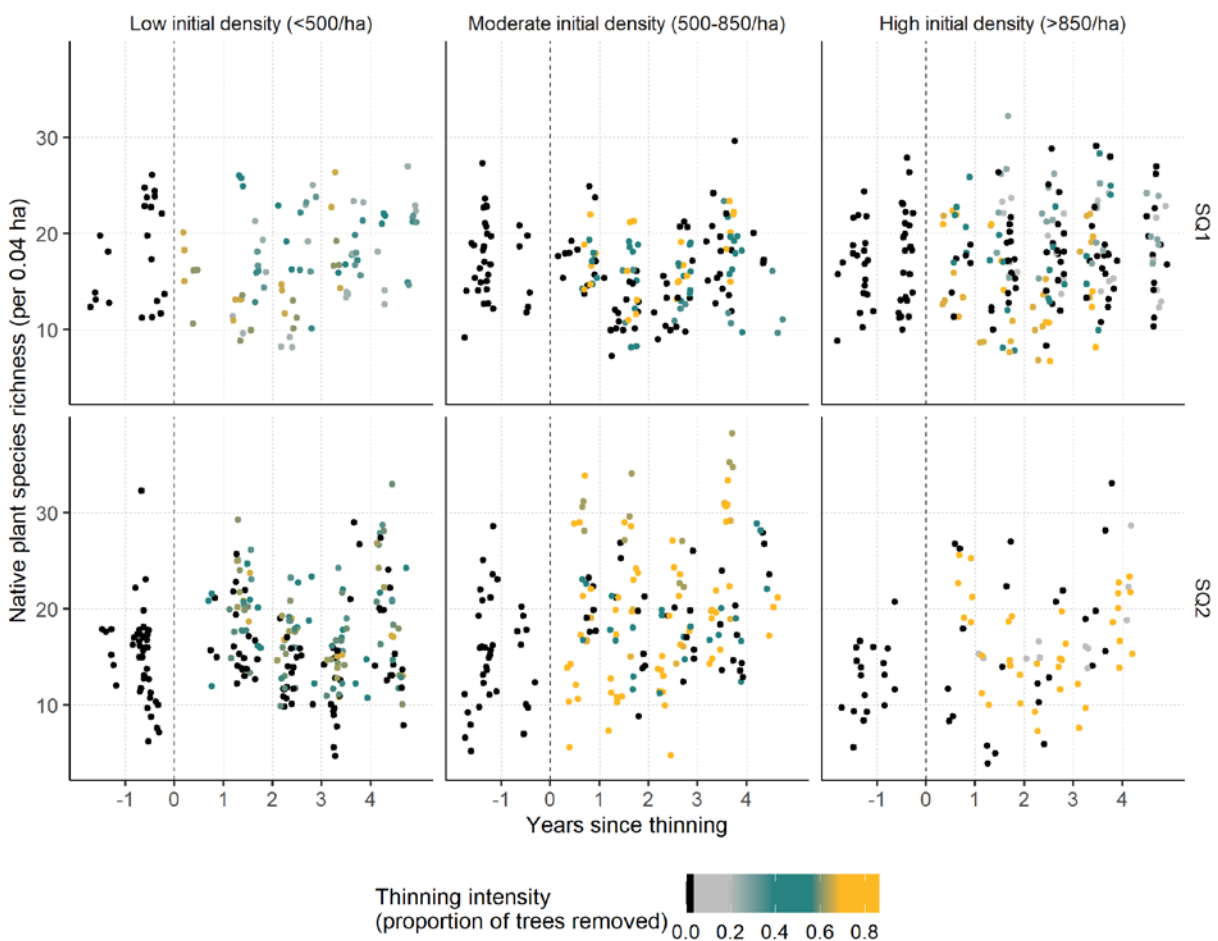 Low initial density (<500/ha)
Moderate initial density (500-850/ha)
High initial density (>850/ha)
Native plant species richness (per 0.04 ha)
30
20
10
SQ1
30
20
10
SQ2
-1 0 1 2 3 4
-1 0 1 2 3 4
-1 0 1 2 3 4
Years since thinning
Thinning intensity
(proportion of trees removed)
0.0 0.2 0.4 0.6 0.8